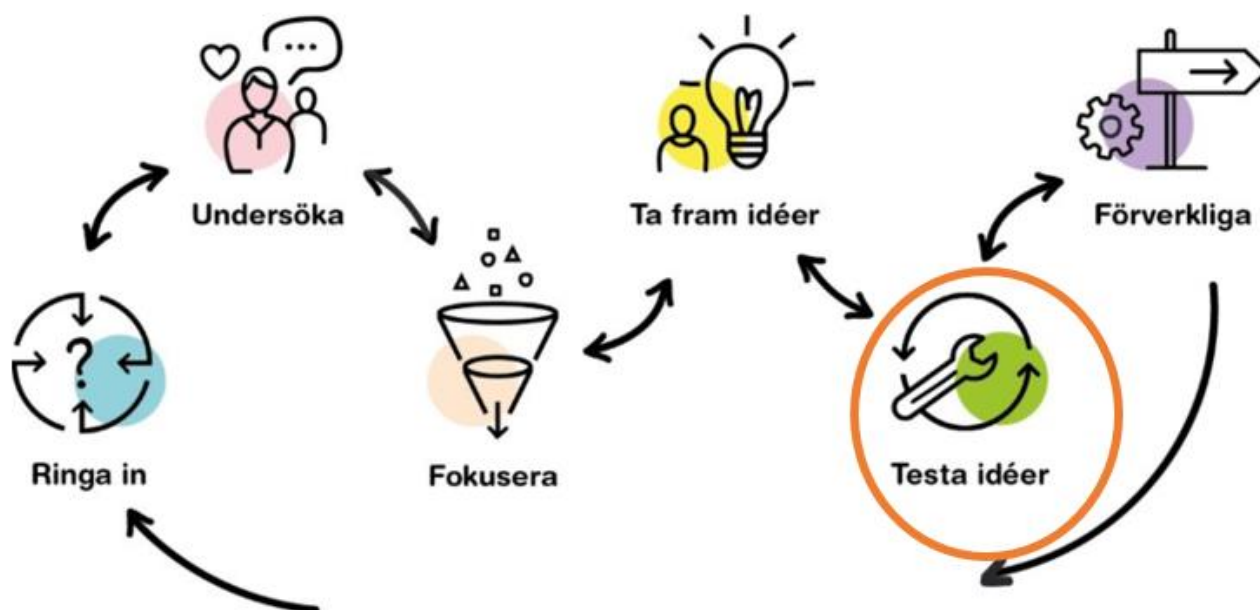 Undersöka
Ta fram idéer
Förverkliga
?
Ringa in
Fokusera
Testa idéer